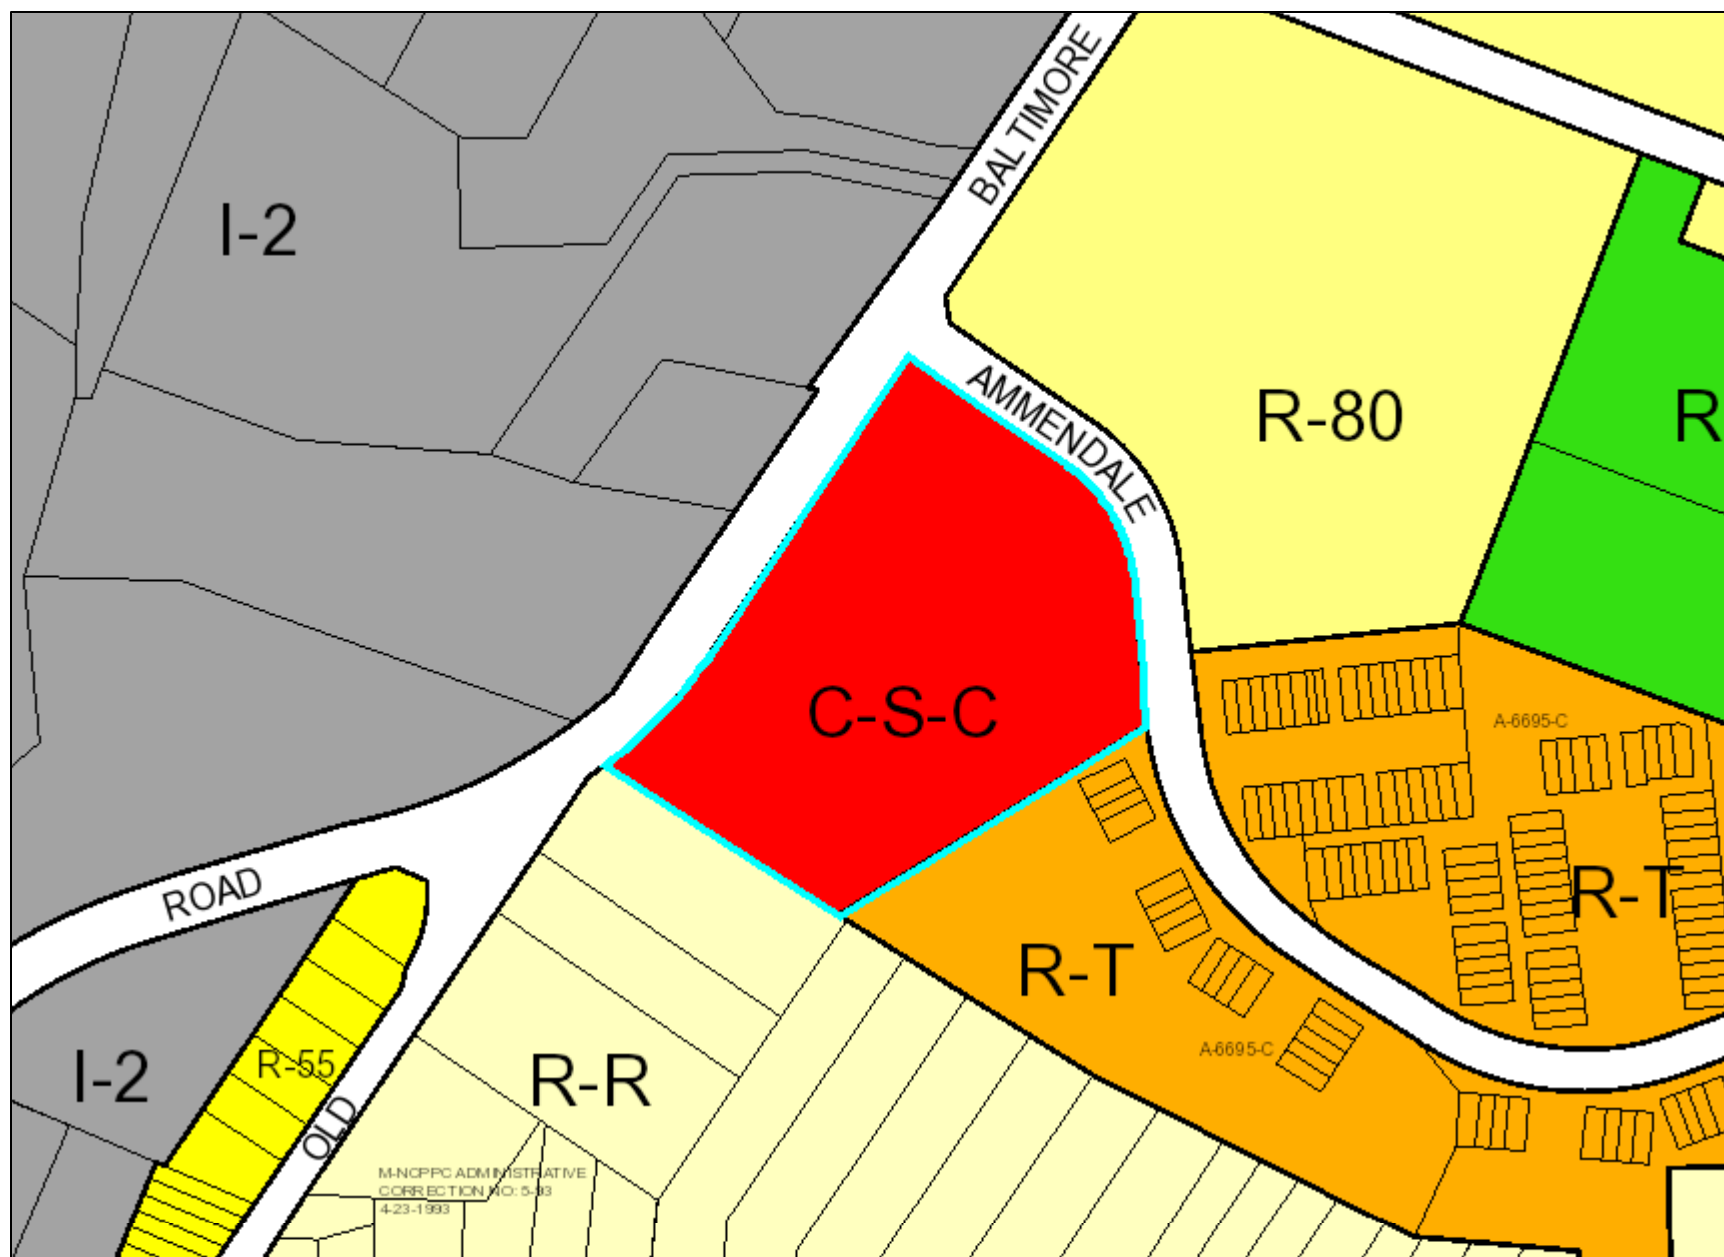 BALTIMORE
I-2
AMMENDALE
R-80
R
C-S-C
A-6695-C
ROAD
R-T
R-T
I-2
R-55
R-R
A-6695-C
OLD
M-NCPPC ADMINISTRATIVE
CORRECTION NO: 5-93
4-23-1993